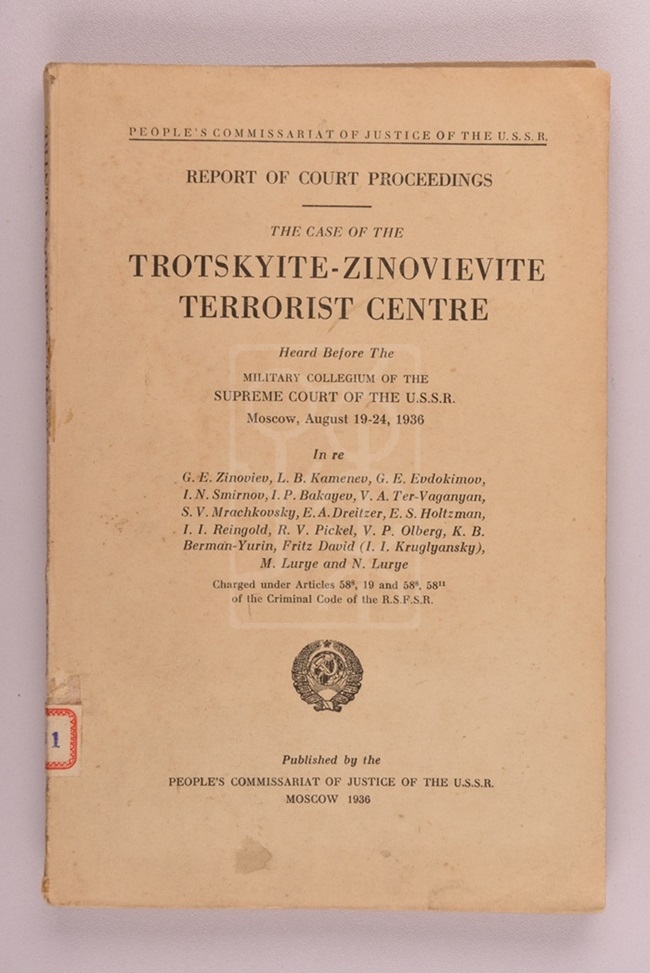 PEOPLE'S COMMISSARIAT OF JUSTICE OF THE U.S.S.R.
REPORT OF COURT PROCEEDINGS
THE CASE OF THE
TROTSKYITE-ZINOVIEVITE
TERRORIST CENTRE
Heard Before The
MILITARY COLLEGIUM OF THE
SUPREME COURT OF THE U.S.S.R.
Moscow, August 19-24, 1936
In re
G. E. Zinoviev, L. B. Kamenev, G. E. Evdokimov,
I. N. Smirnov, I. P. Bakayev, V. A. Ter-Vaganyan,
S. V. Mrachkovsky, E. A. Dreitzer, E. S. Holtzman,
I. I. Reingold, R. V. Pickel, V. P. Olberg, K. B.
Berman-Yurin, Fritz David (I. I. Kruglyansky),
M. Lurye and N. Lurye
Charged under Articles 58⁸, 19 and 58⁸, 58¹¹
of the Criminal Code of the R.S.F.S.R.
1
Published by the
PEOPLE'S COMMISSARIAT OF JUSTICE OF THE U.S.S.R.
MOSCOW 1936